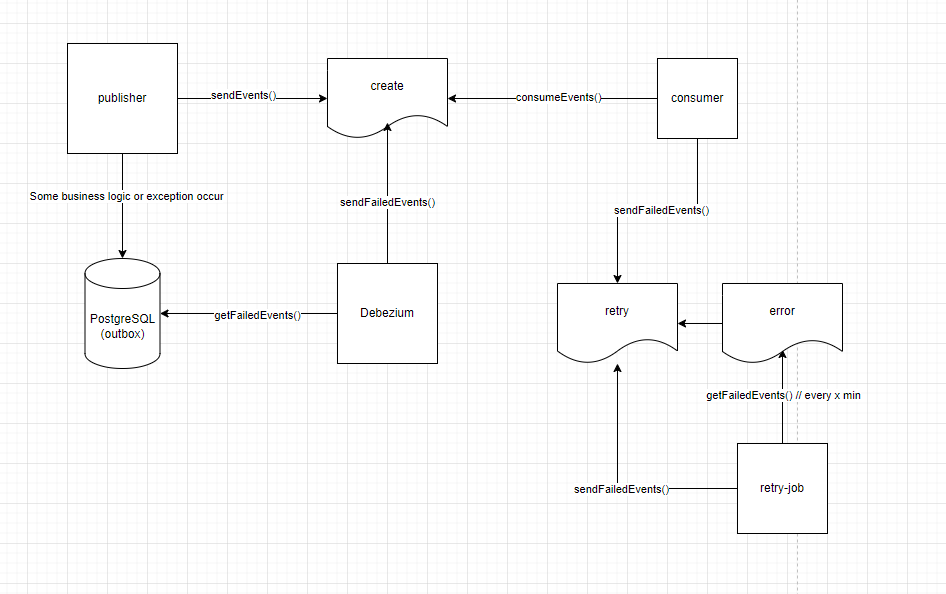 publisher
sendEvents()
create
consumeEvents()
consumer
Some business logic or exception occur
sendFailedEvents()
sendFailedEvents()
PostgreSQL
(outbox)
getFailedEvents()
Debezium
retry
error
getFailedEvents() // every x min
sendFailedEvents()
retry-job